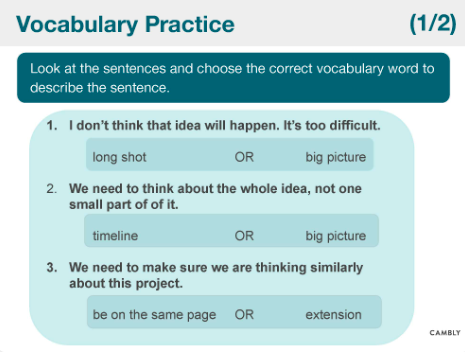 Vocabulary Practice (1/2)
Look at the sentences and choose the correct vocabulary word to
describe the sentence.
1. I don't think that idea will happen. It's too difficult.
long shot OR big picture
2. We need to think about the whole idea, not one
small part of of it.
timeline OR big picture
3. We need to make sure we are thinking similarly
about this project.
be on the same page OR extension
CAMBLY